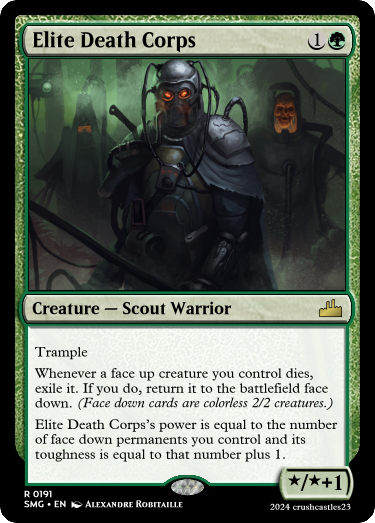 Elite Death Corps 1
Creature — Scout Warrior
Trample
Whenever a face up creature you control dies,
exile it. If you do, return it to the battlefield face
down. (Face down cards are colorless 2/2 creatures.)
Elite Death Corps's power is equal to the
number of face down permanents you control and its
toughness is equal to that number plus 1.
★/★+1
R 0191
SMG • EN ALEXANDRE ROBITAILLE
2024 crushcastles23